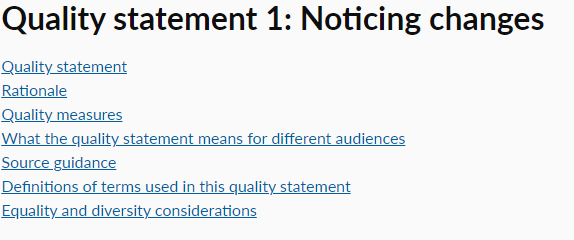 Quality statement 1: Noticing changes
Quality statement
Rationale
Quality measures
What the quality statement means for different audiences
Source guidance
Definitions of terms used in this quality statement
Equality and diversity considerations